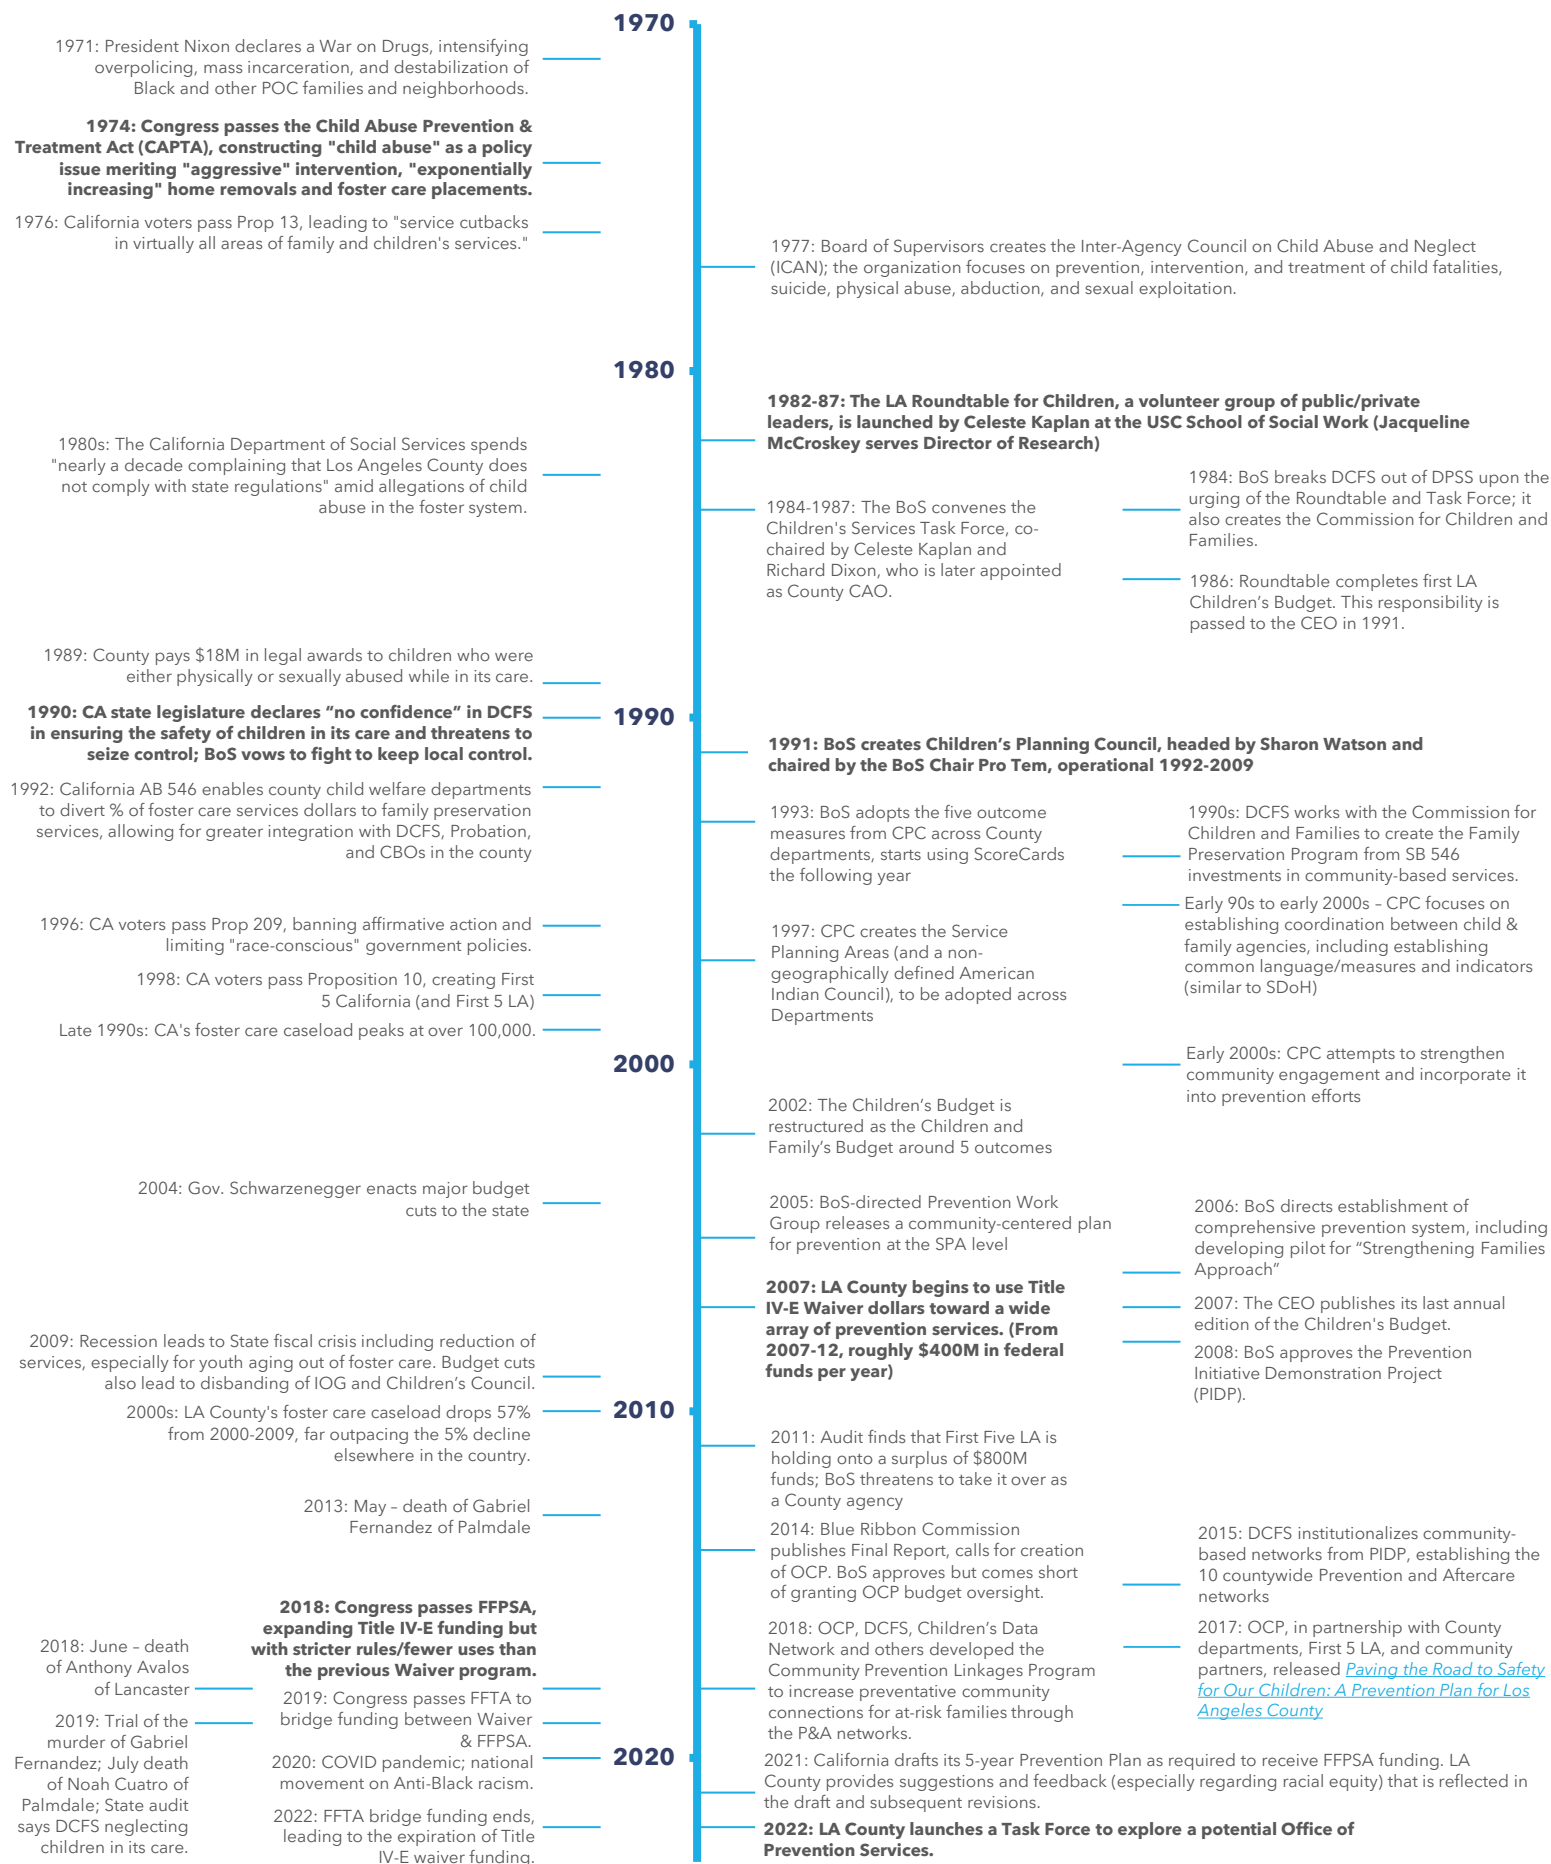 1970
1971: President Nixon declares a War on Drugs, intensifying
overpolicing, mass incarceration, and destabilization of
Black and other POC families and neighborhoods.
1974: Congress passes the Child Abuse Prevention &
Treatment Act (CAPTA), constructing "child abuse" as a policy
issue meriting "aggressive" intervention, "exponentially
increasing" home removals and foster care placements.
1976: California voters pass Prop 13, leading to "service cutbacks
in virtually all areas of family and children's services."
1977: Board of Supervisors creates the Inter-Agency Council on Child Abuse and Neglect
(ICAN); the organization focuses on prevention, intervention, and treatment of child fatalities,
suicide, physical abuse, abduction, and sexual exploitation.
1980
1982-87: The LA Roundtable for Children, a volunteer group of public/private
leaders, is launched by Celeste Kaplan at the USC School of Social Work (Jacqueline
McCroskey serves Director of Research)
1980s: The California Department of Social Services spends
"nearly a decade complaining that Los Angeles County does
not comply with state regulations" amid allegations of child
abuse in the foster system.
1984-1987: The BoS convenes the
Children's Services Task Force, co-
chaired by Celeste Kaplan and
Richard Dixon, who is later appointed
as County CAO.
1984: BoS breaks DCFS out of DPSS upon the
urging of the Roundtable and Task Force; it
also creates the Commission for Children and
Families.
1986: Roundtable completes first LA
Children’s Budget. This responsibility is
passed to the CEO in 1991.
1989: County pays $18M in legal awards to children who were
either physically or sexually abused while in its care.
1990: CA state legislature declares “no confidence” in DCFS
in ensuring the safety of children in its care and threatens to
seize control; BoS vows to fight to keep local control.
1990
1991: BoS creates Children’s Planning Council, headed by Sharon Watson and
chaired by the BoS Chair Pro Tem, operational 1992-2009
1992: California AB 546 enables county child welfare departments
to divert % of foster care services dollars to family preservation
services, allowing for greater integration with DCFS, Probation,
and CBOs in the county
1993: BoS adopts the five outcome
measures from CPC across County
departments, starts using ScoreCards
the following year
1990s: DCFS works with the Commission for
Children and Families to create the Family
Preservation Program from SB 546
investments in community-based services.
Early 90s to early 2000s – CPC focuses on
establishing coordination between child &
family agencies, including establishing
common language/measures and indicators
(similar to SDoH)
1996: CA voters pass Prop 209, banning affirmative action and
limiting "race-conscious" government policies.
1997: CPC creates the Service
Planning Areas (and a non-
geographically defined American
Indian Council), to be adopted across
Departments
1998: CA voters pass Proposition 10, creating First
5 California (and First 5 LA)
Late 1990s: CA's foster care caseload peaks at over 100,000.
2000
Early 2000s: CPC attempts to strengthen
community engagement and incorporate it
into prevention efforts
2002: The Children’s Budget is
restructured as the Children and
Family’s Budget around 5 outcomes
2004: Gov. Schwarzenegger enacts major budget
cuts to the state
2005: BoS-directed Prevention Work
Group releases a community-centered plan
for prevention at the SPA level
2006: BoS directs establishment of
comprehensive prevention system, including
developing pilot for “Strengthening Families
Approach”
2007: LA County begins to use Title
IV-E Waiver dollars toward a wide
array of prevention services. (From
2007-12, roughly $400M in federal
funds per year)
2007: The CEO publishes its last annual
edition of the Children's Budget.
2008: BoS approves the Prevention
Initiative Demonstration Project
(PIDP).
2009: Recession leads to State fiscal crisis including reduction of
services, especially for youth aging out of foster care. Budget cuts
also lead to disbanding of IOG and Children’s Council.
2000s: LA County's foster care caseload drops 57%
from 2000-2009, far outpacing the 5% decline
elsewhere in the country.
2010
2011: Audit finds that First Five LA is
holding onto a surplus of $800M
funds; BoS threatens to take it over as
a County agency
2013: May – death of Gabriel
Fernandez of Palmdale
2014: Blue Ribbon Commission
publishes Final Report, calls for creation
of OCP. BoS approves but comes short
of granting OCP budget oversight.
2015: DCFS institutionalizes community-
based networks from PIDP, establishing the
10 countywide Prevention and Aftercare
networks
2018: Congress passes FFPSA,
expanding Title IV-E funding but
with stricter rules/fewer uses than
the previous Waiver program.
2018: June – death
of Anthony Avalos
of Lancaster
2018: OCP, DCFS, Children’s Data
Network and others developed the
Community Prevention Linkages Program
to increase preventative community
connections for at-risk families through
the P&A networks.
2017: OCP, in partnership with County
departments, First 5 LA, and community
partners, released Paving the Road to Safety
for Our Children: A Prevention Plan for Los
Angeles County
2019: Congress passes FFTA to
bridge funding between Waiver
& FFPSA.
2019: Trial of the
murder of Gabriel
Fernandez; July death
of Noah Cuatro of
Palmdale; State audit
says DCFS neglecting
children in its care.
2020: COVID pandemic; national
movement on Anti-Black racism.
2020
2021: California drafts its 5-year Prevention Plan as required to receive FFPSA funding. LA
County provides suggestions and feedback (especially regarding racial equity) that is reflected in
the draft and subsequent revisions.
2022: FFTA bridge funding ends,
leading to the expiration of Title
IV-E waiver funding.
2022: LA County launches a Task Force to explore a potential Office of
Prevention Services.